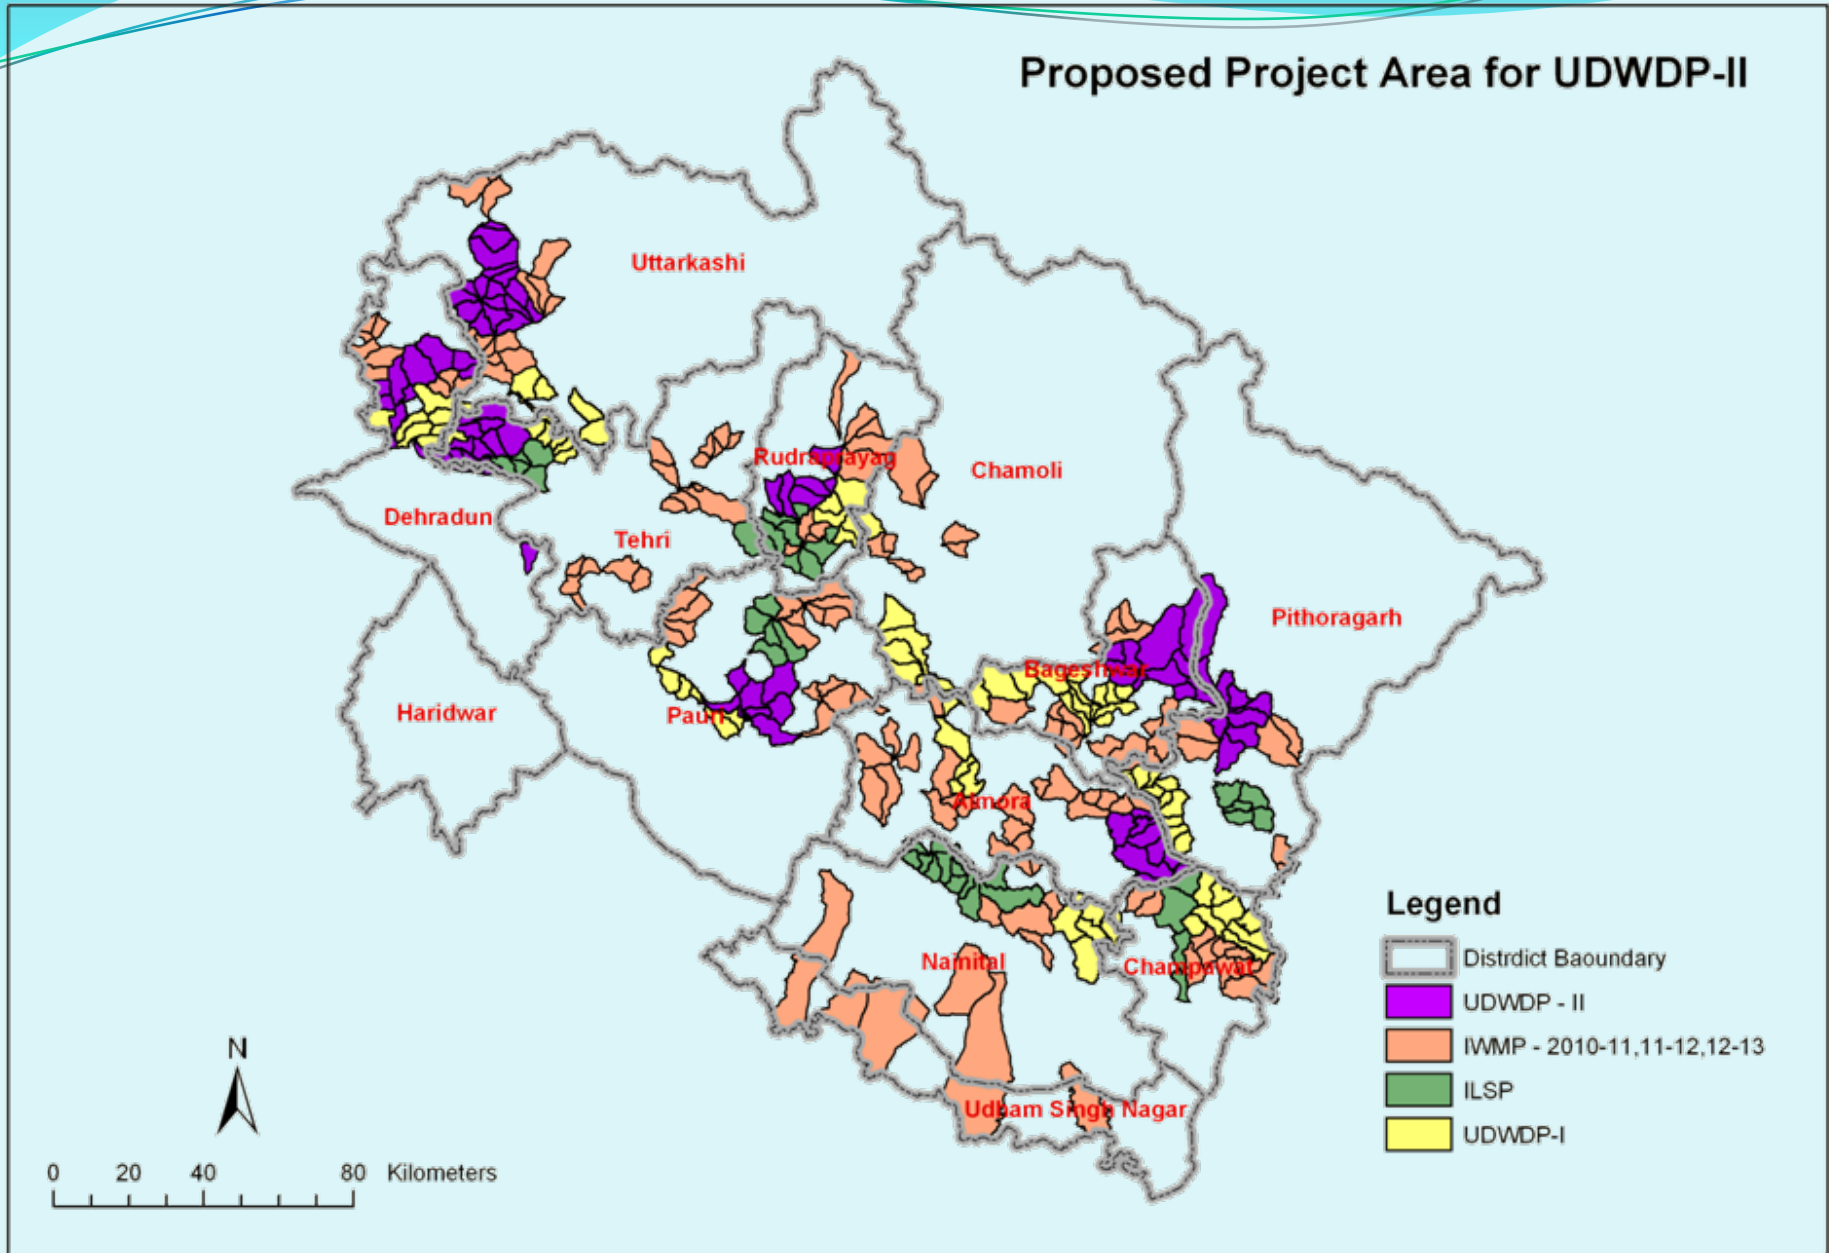 Proposed Project Area for UDWDP-II
Uttarkashi
Rudraprayag
Chamoli
Dehradun
Tehri
Pithoragarh
Bageshwar
Haridwar
Pauri
Almora
Nainital
Champawat
Udham Singh Nagar
Legend
Distrdict Baoundary
UDWDP - II
IWMP - 2010-11,11-12,12-13
ILSP
UDWDP-I
N
0 20 40 80 Kilometers